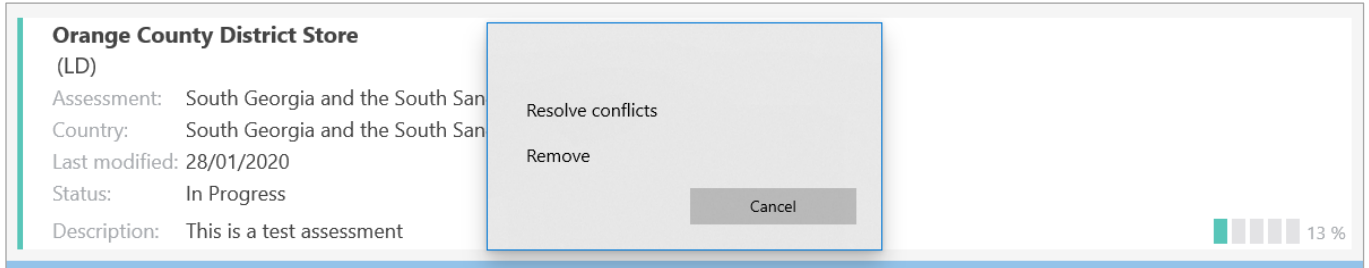 Orange County District Store
(LD)
Assessment: South Georgia and the South San
Country: South Georgia and the South San
Last modified: 28/01/2020
Status: In Progress
Description: This is a test assessment
Resolve conflicts
Remove
Cancel
13 %